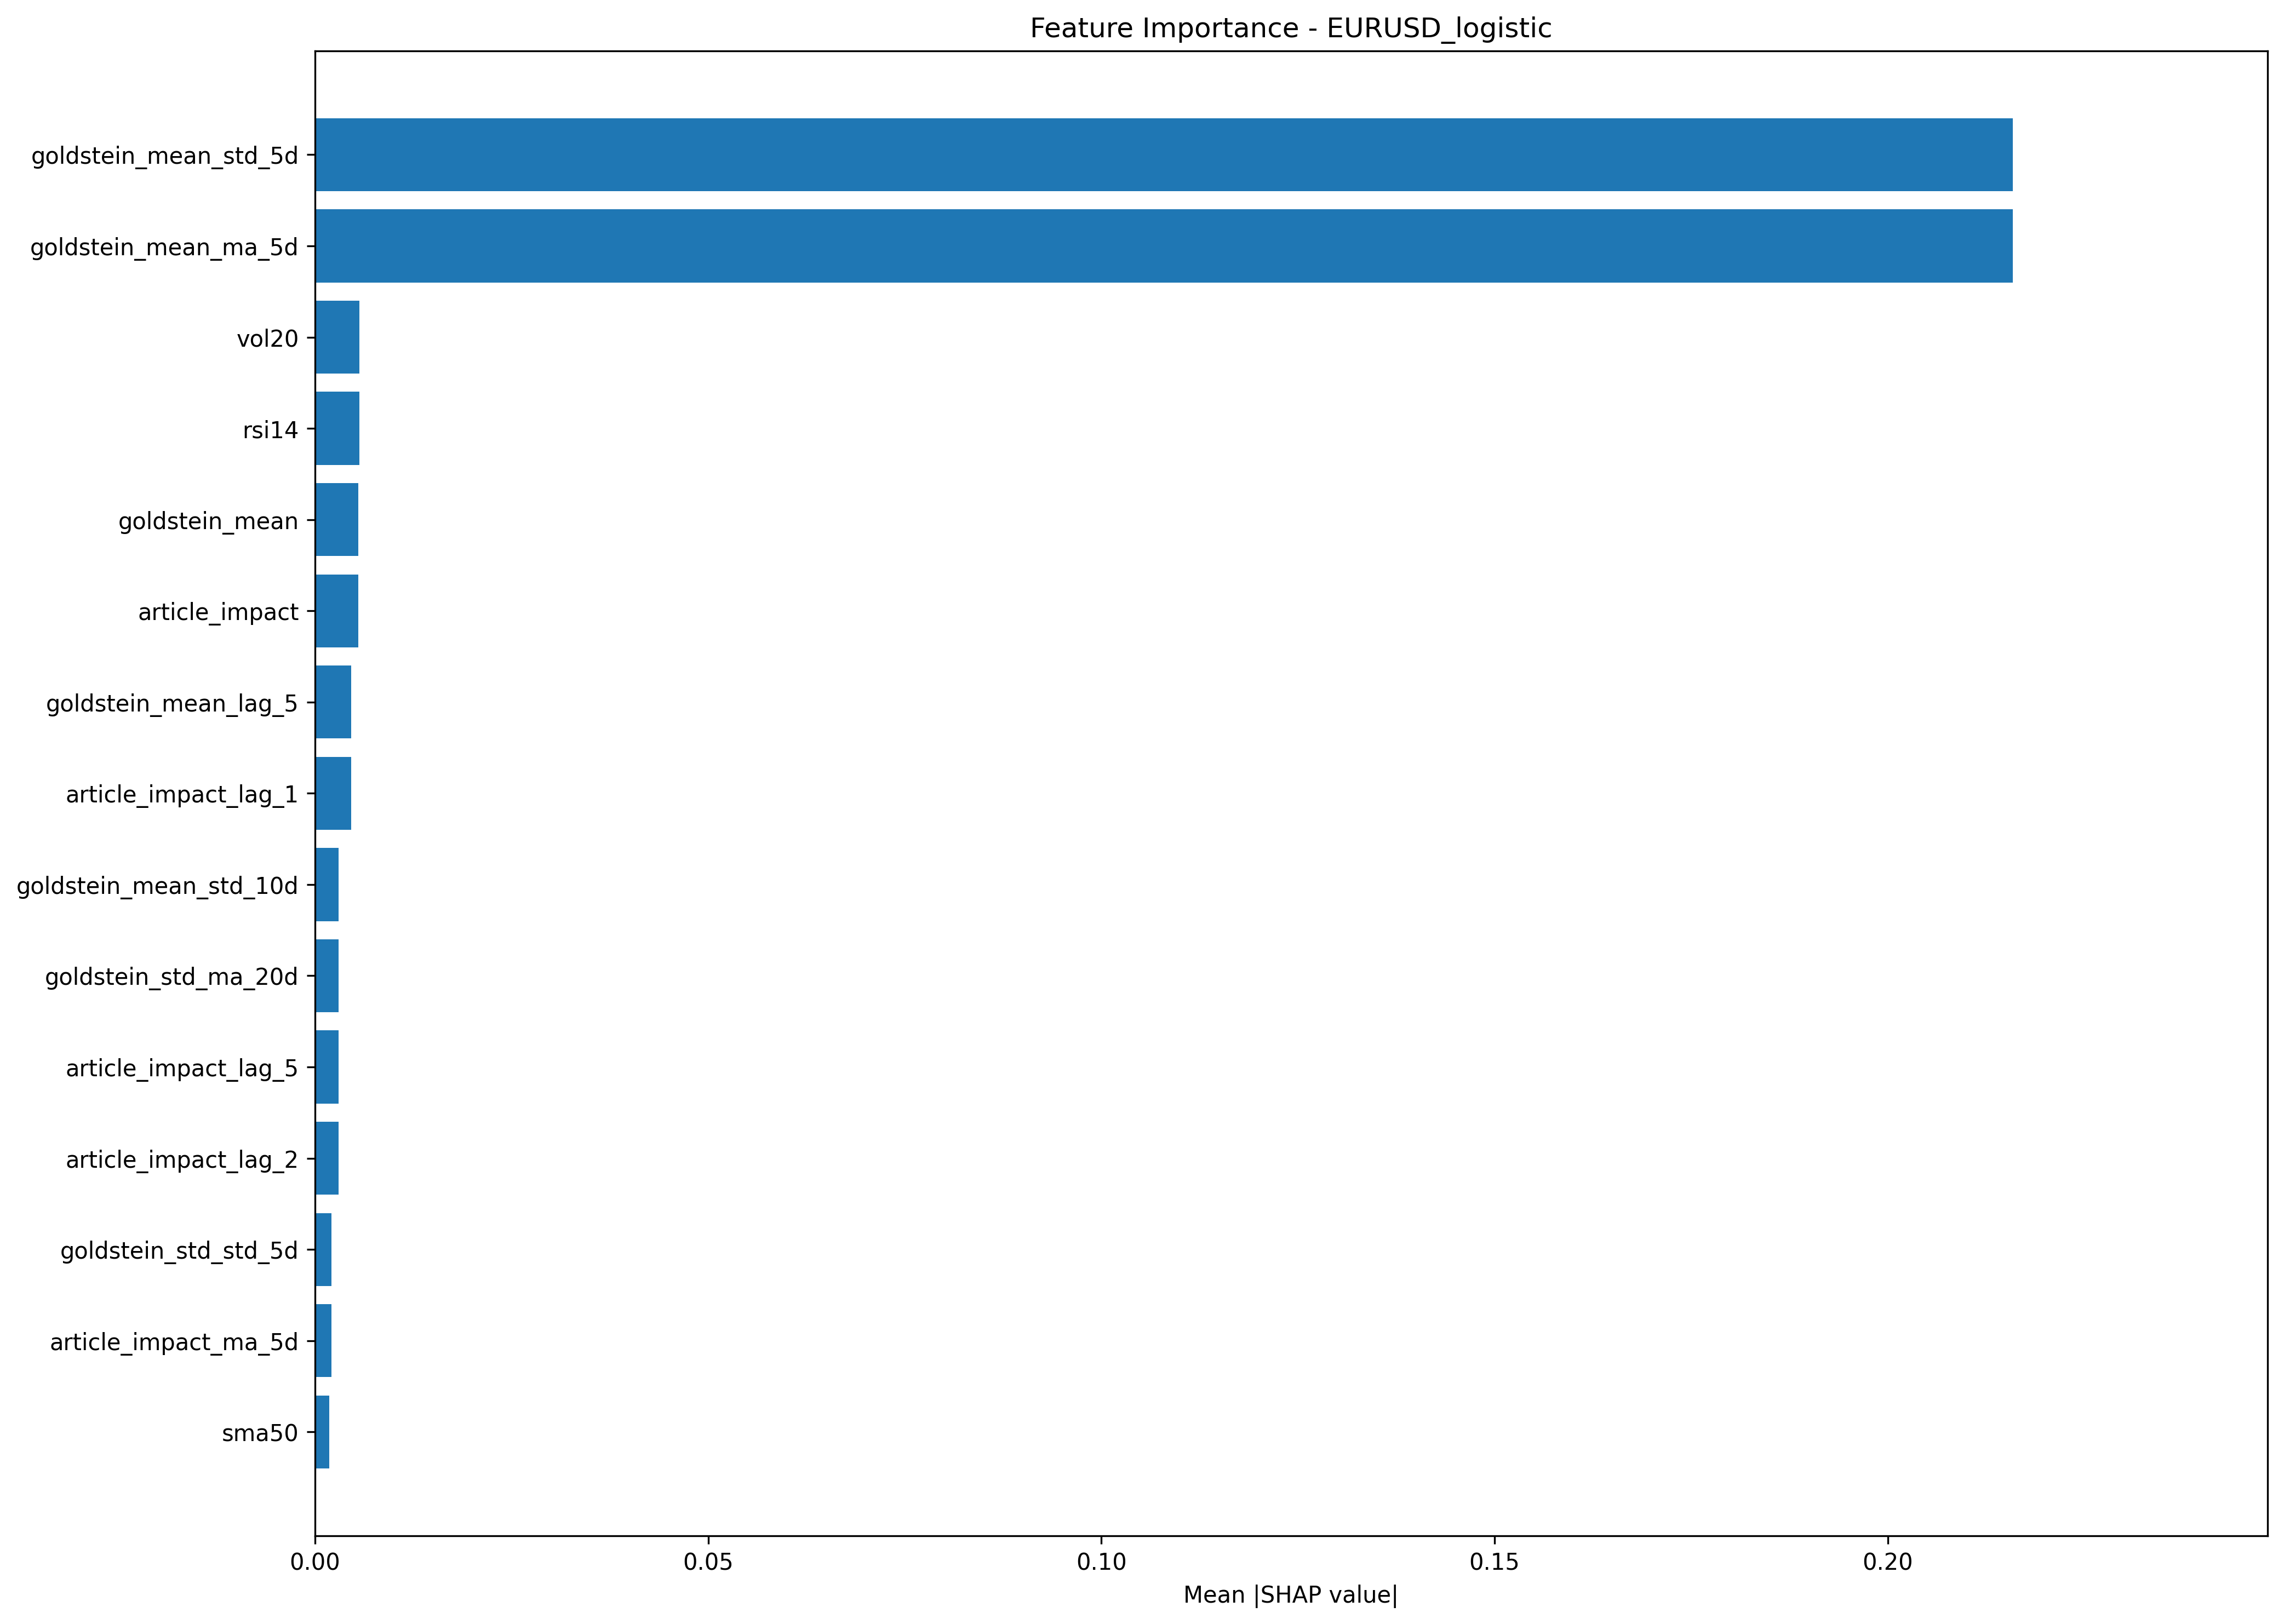 Feature Importance - EURUSD_logistic
goldstein_mean_std_5d
goldstein_mean_ma_5d
vol20
rsi14
goldstein_mean
article_impact
goldstein_mean_lag_5
article_impact_lag_1
goldstein_mean_std_10d
goldstein_std_ma_20d
article_impact_lag_5
article_impact_lag_2
goldstein_std_std_5d
article_impact_ma_5d
sma50
0.00 0.05 0.10 0.15 0.20
Mean |SHAP value|